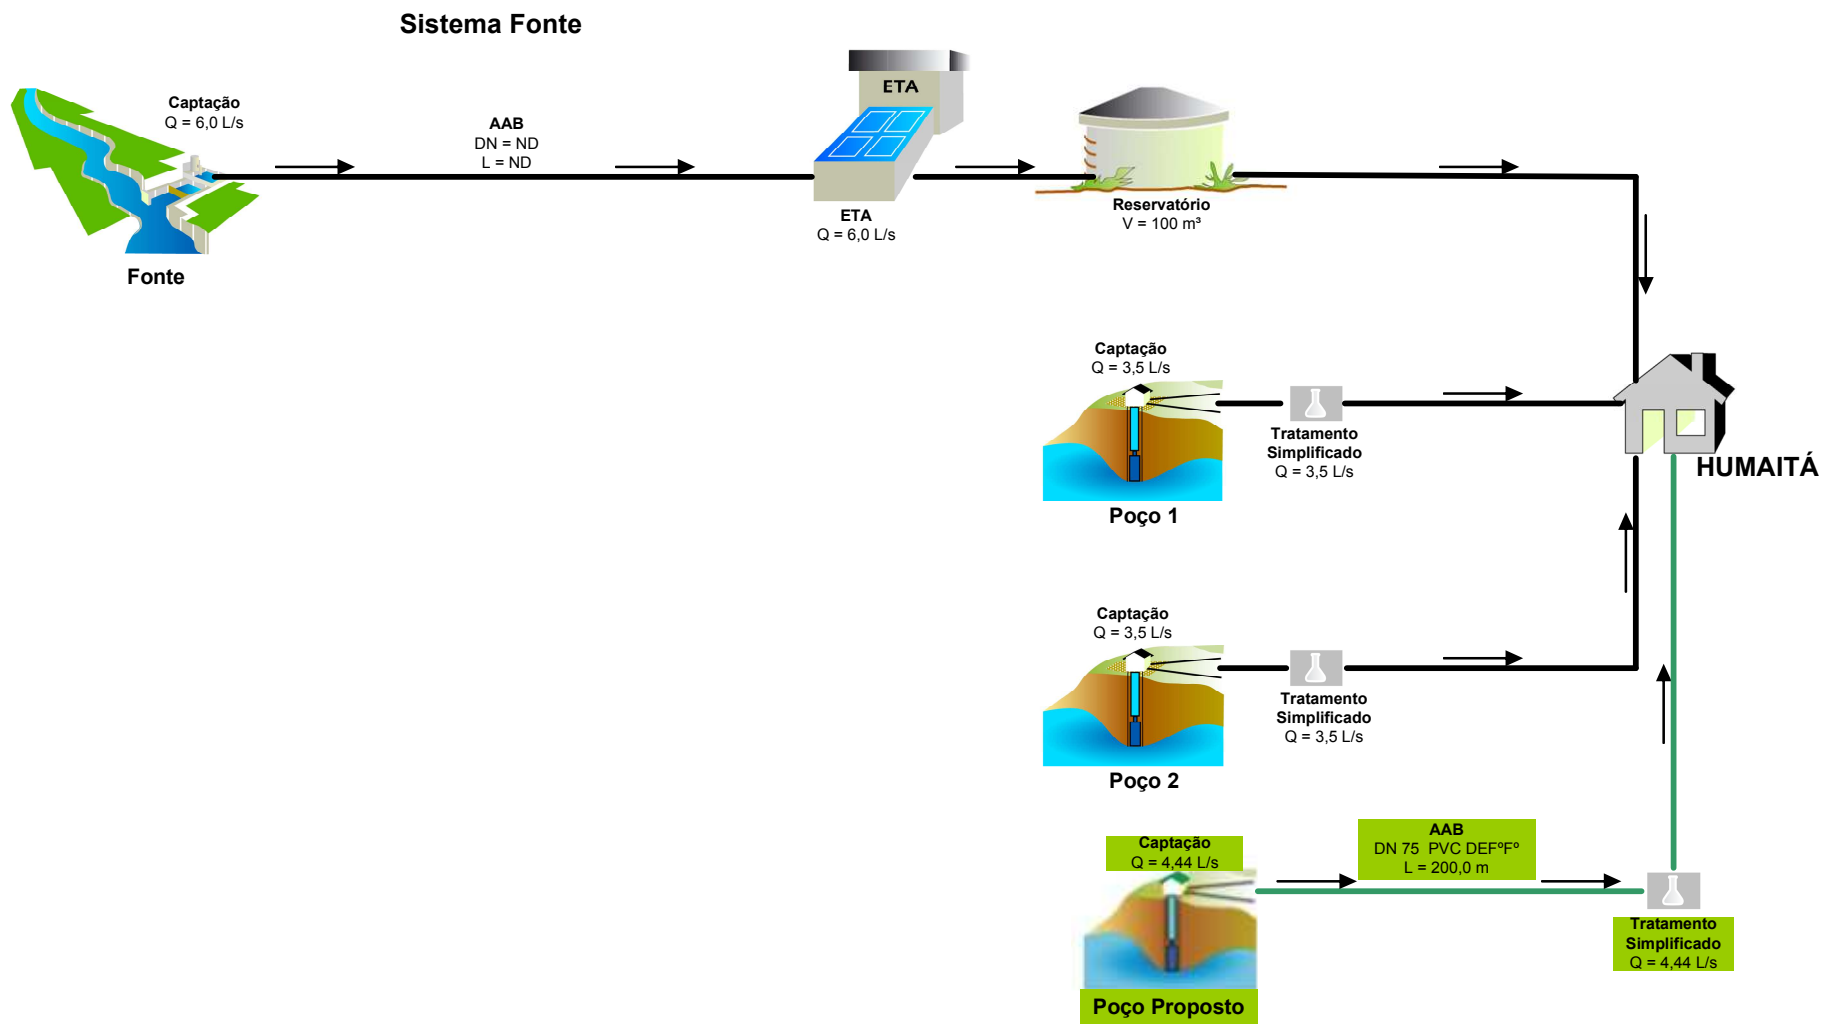 Sistema Fonte
Captação
Q = 6,0 L/s
AAB
DN = ND
L = ND
ETA
ETA
Q = 6,0 L/s
Reservatório
V = 100 m³
Fonte
Captação
Q = 3,5 L/s
Tratamento
Simplificado
Q = 3,5 L/s
Poço 1
HUMAITÁ
Captação
Q = 3,5 L/s
Tratamento
Simplificado
Q = 3,5 L/s
Poço 2
Captação
Q = 4,44 L/s
AAB
DN 75  PVC DEFºFº
L = 200,0 m
Tratamento
Simplificado
Q = 4,44 L/s
Poço Proposto